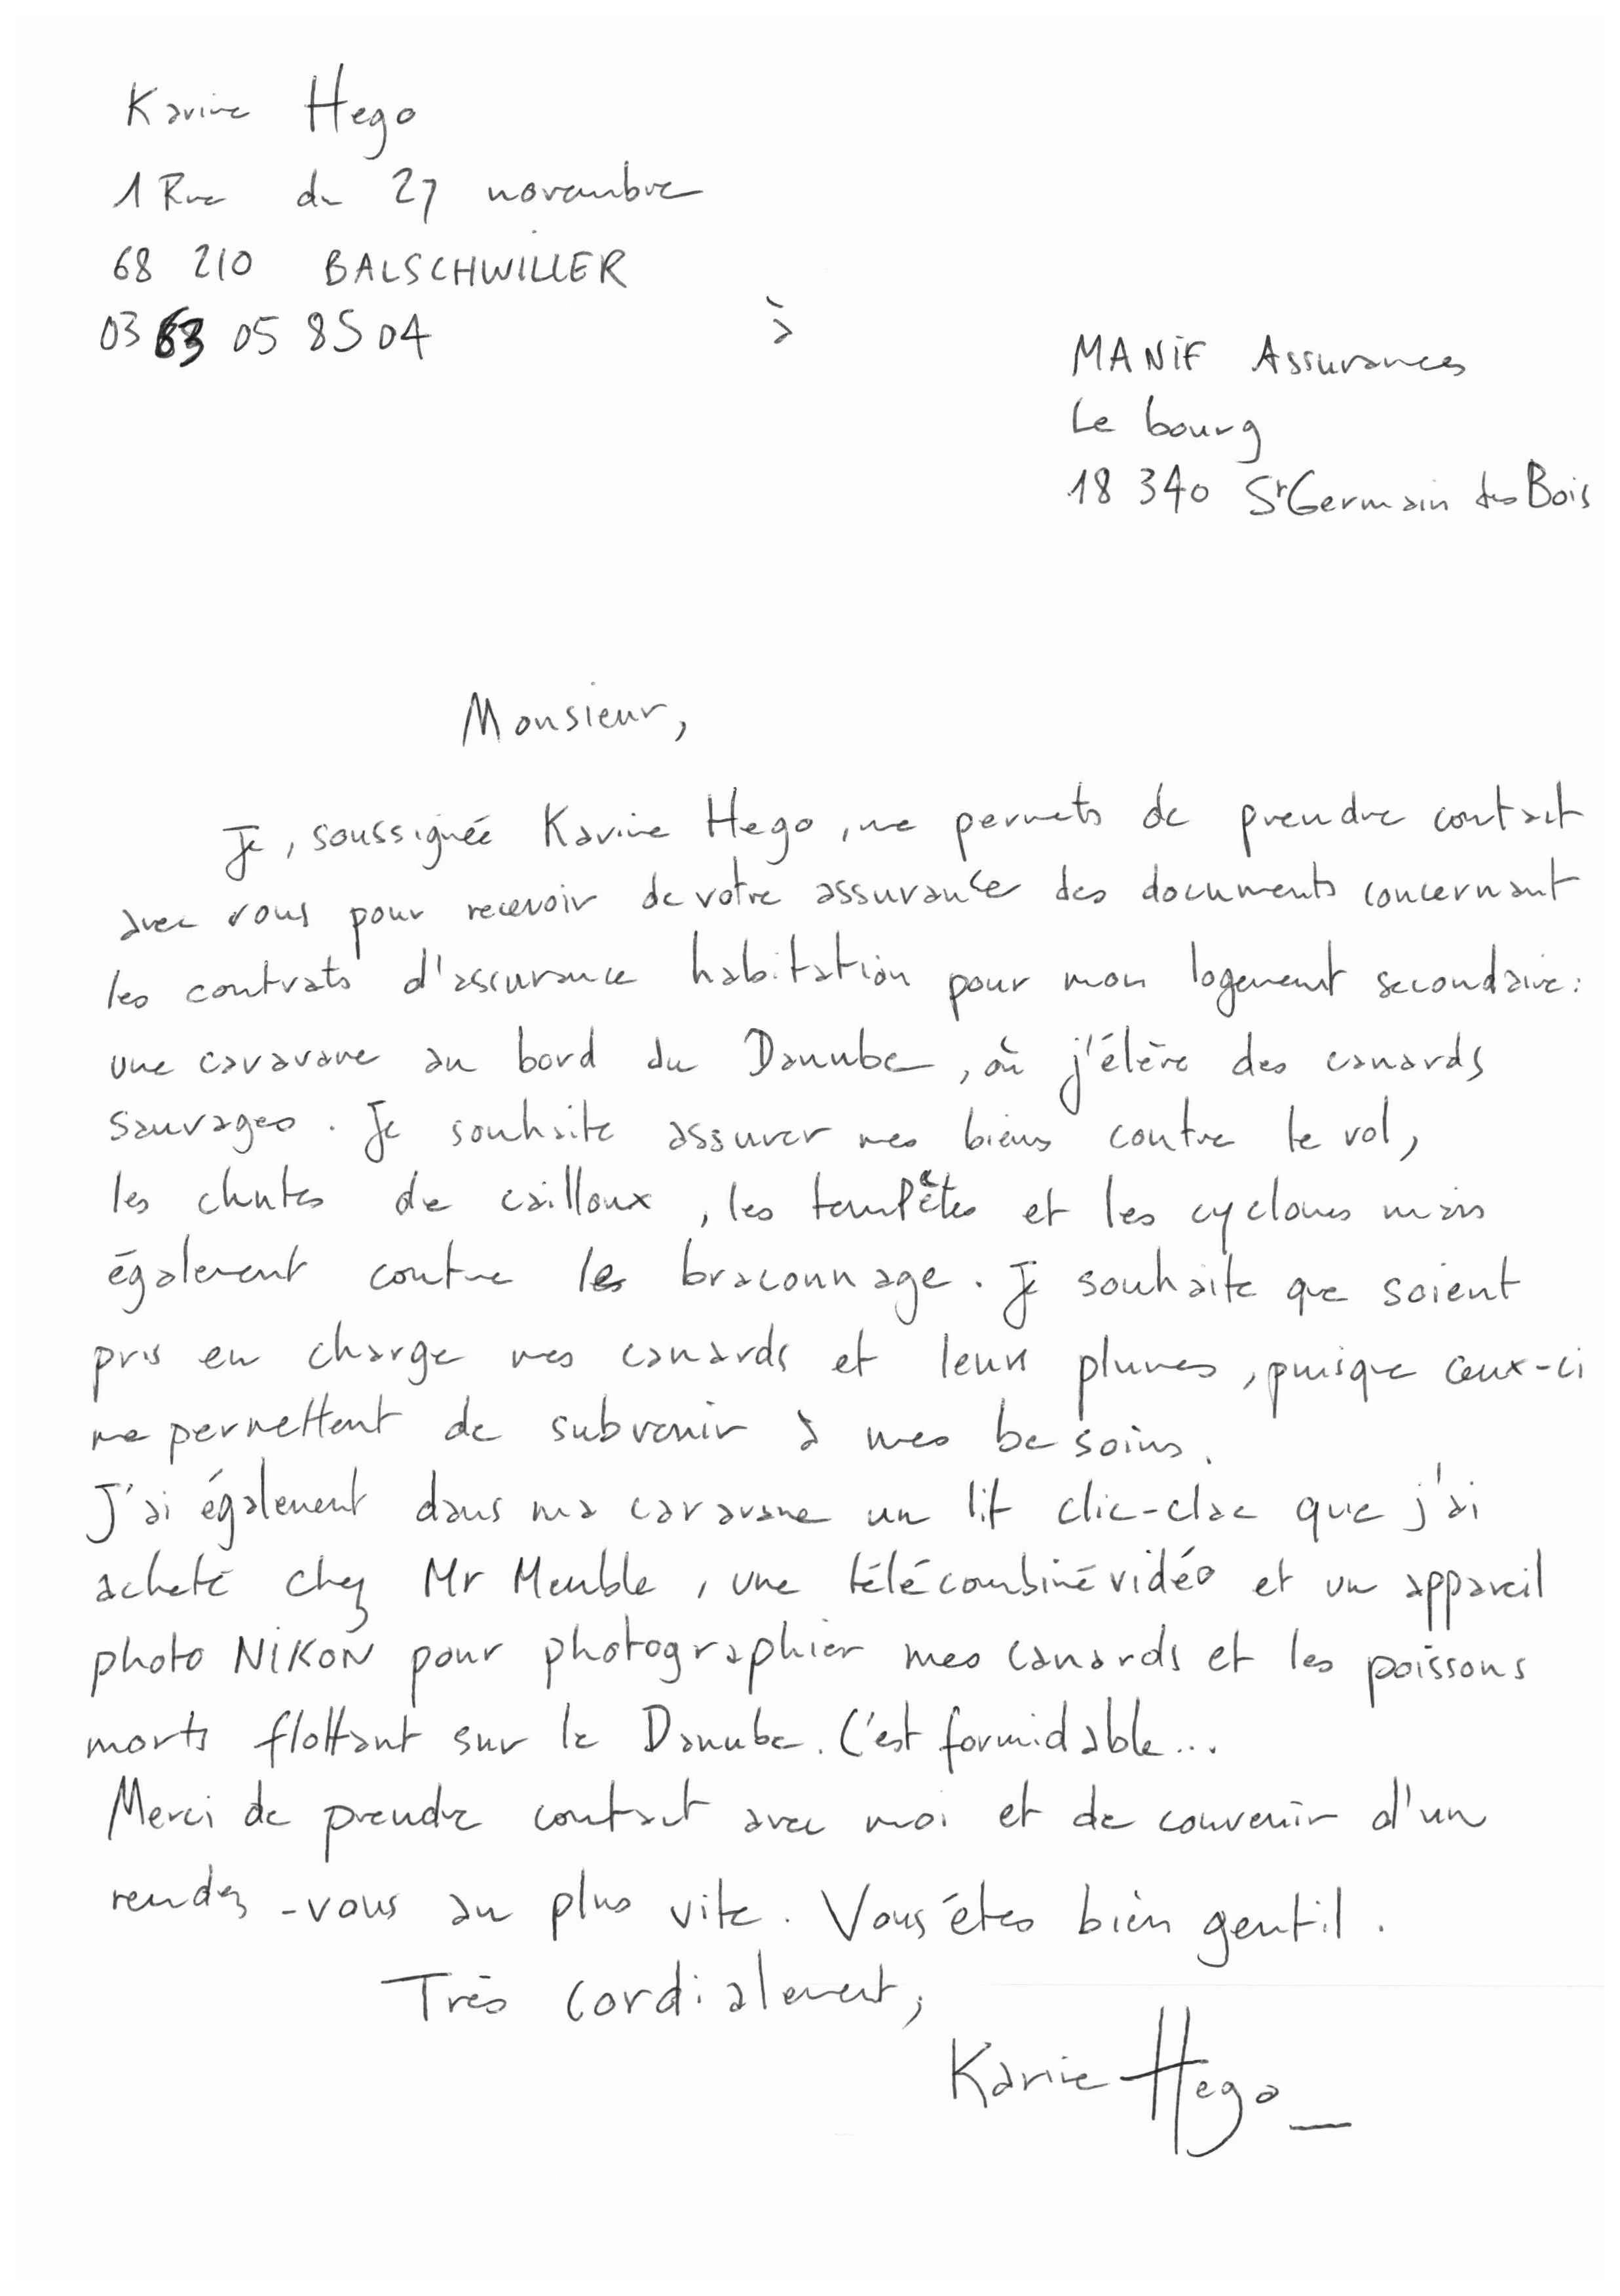 Karine Hego
1 Rue du 27 novembre
68 210 BALSCHWILLER
03 63 05 85 04
à
MANIF Assurances
Le bourg
18 340 St Germain des Bois
Monsieur,
Je, soussignée Karine Hego, me permets de prendre contact
avec vous pour recevoir de votre assurance des documents concernant
les contrats d'assurance habitation pour mon logement secondaire :
une caravane au bord du Danube, où j'élève des canards
sauvages. Je souhaite assurer mes biens contre le vol,
les chutes de cailloux, les tempêtes et les cyclones mais
également contre le braconnage. Je souhaite que soient
pris en charge mes canards et leurs plumes, puisque ceux-ci
me permettent de subvenir à mes besoins.
J'ai également dans ma caravane un lit clic-clac que j'ai
acheté chez Mr Meuble, une télécombinévidéo et un appareil
photo NIKON pour photographier mes canards et les poissons
morts flottant sur le Danube. C'est formidable...
Merci de prendre contact avec moi et de convenir d'un
rendez-vous au plus vite. Vous êtes bien gentil.
Très cordialement,
Karine Hego